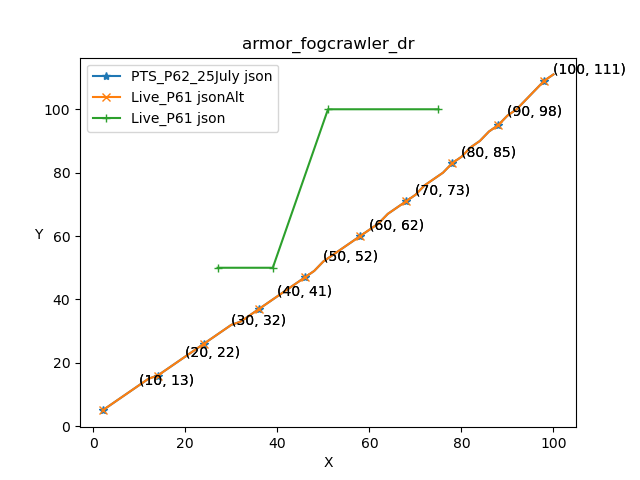 armor_fogcrawler_dr
PTS_P62_25July json
Live_P61 jsonAlt
Live_P61 json
(100, 111)
(90, 98)
(80, 85)
(70, 73)
(60, 62)
(50, 52)
(40, 41)
(30, 32)
(20, 22)
(10, 13)
100
80
60
40
20
0
Y
0 20 40 60 80 100
X